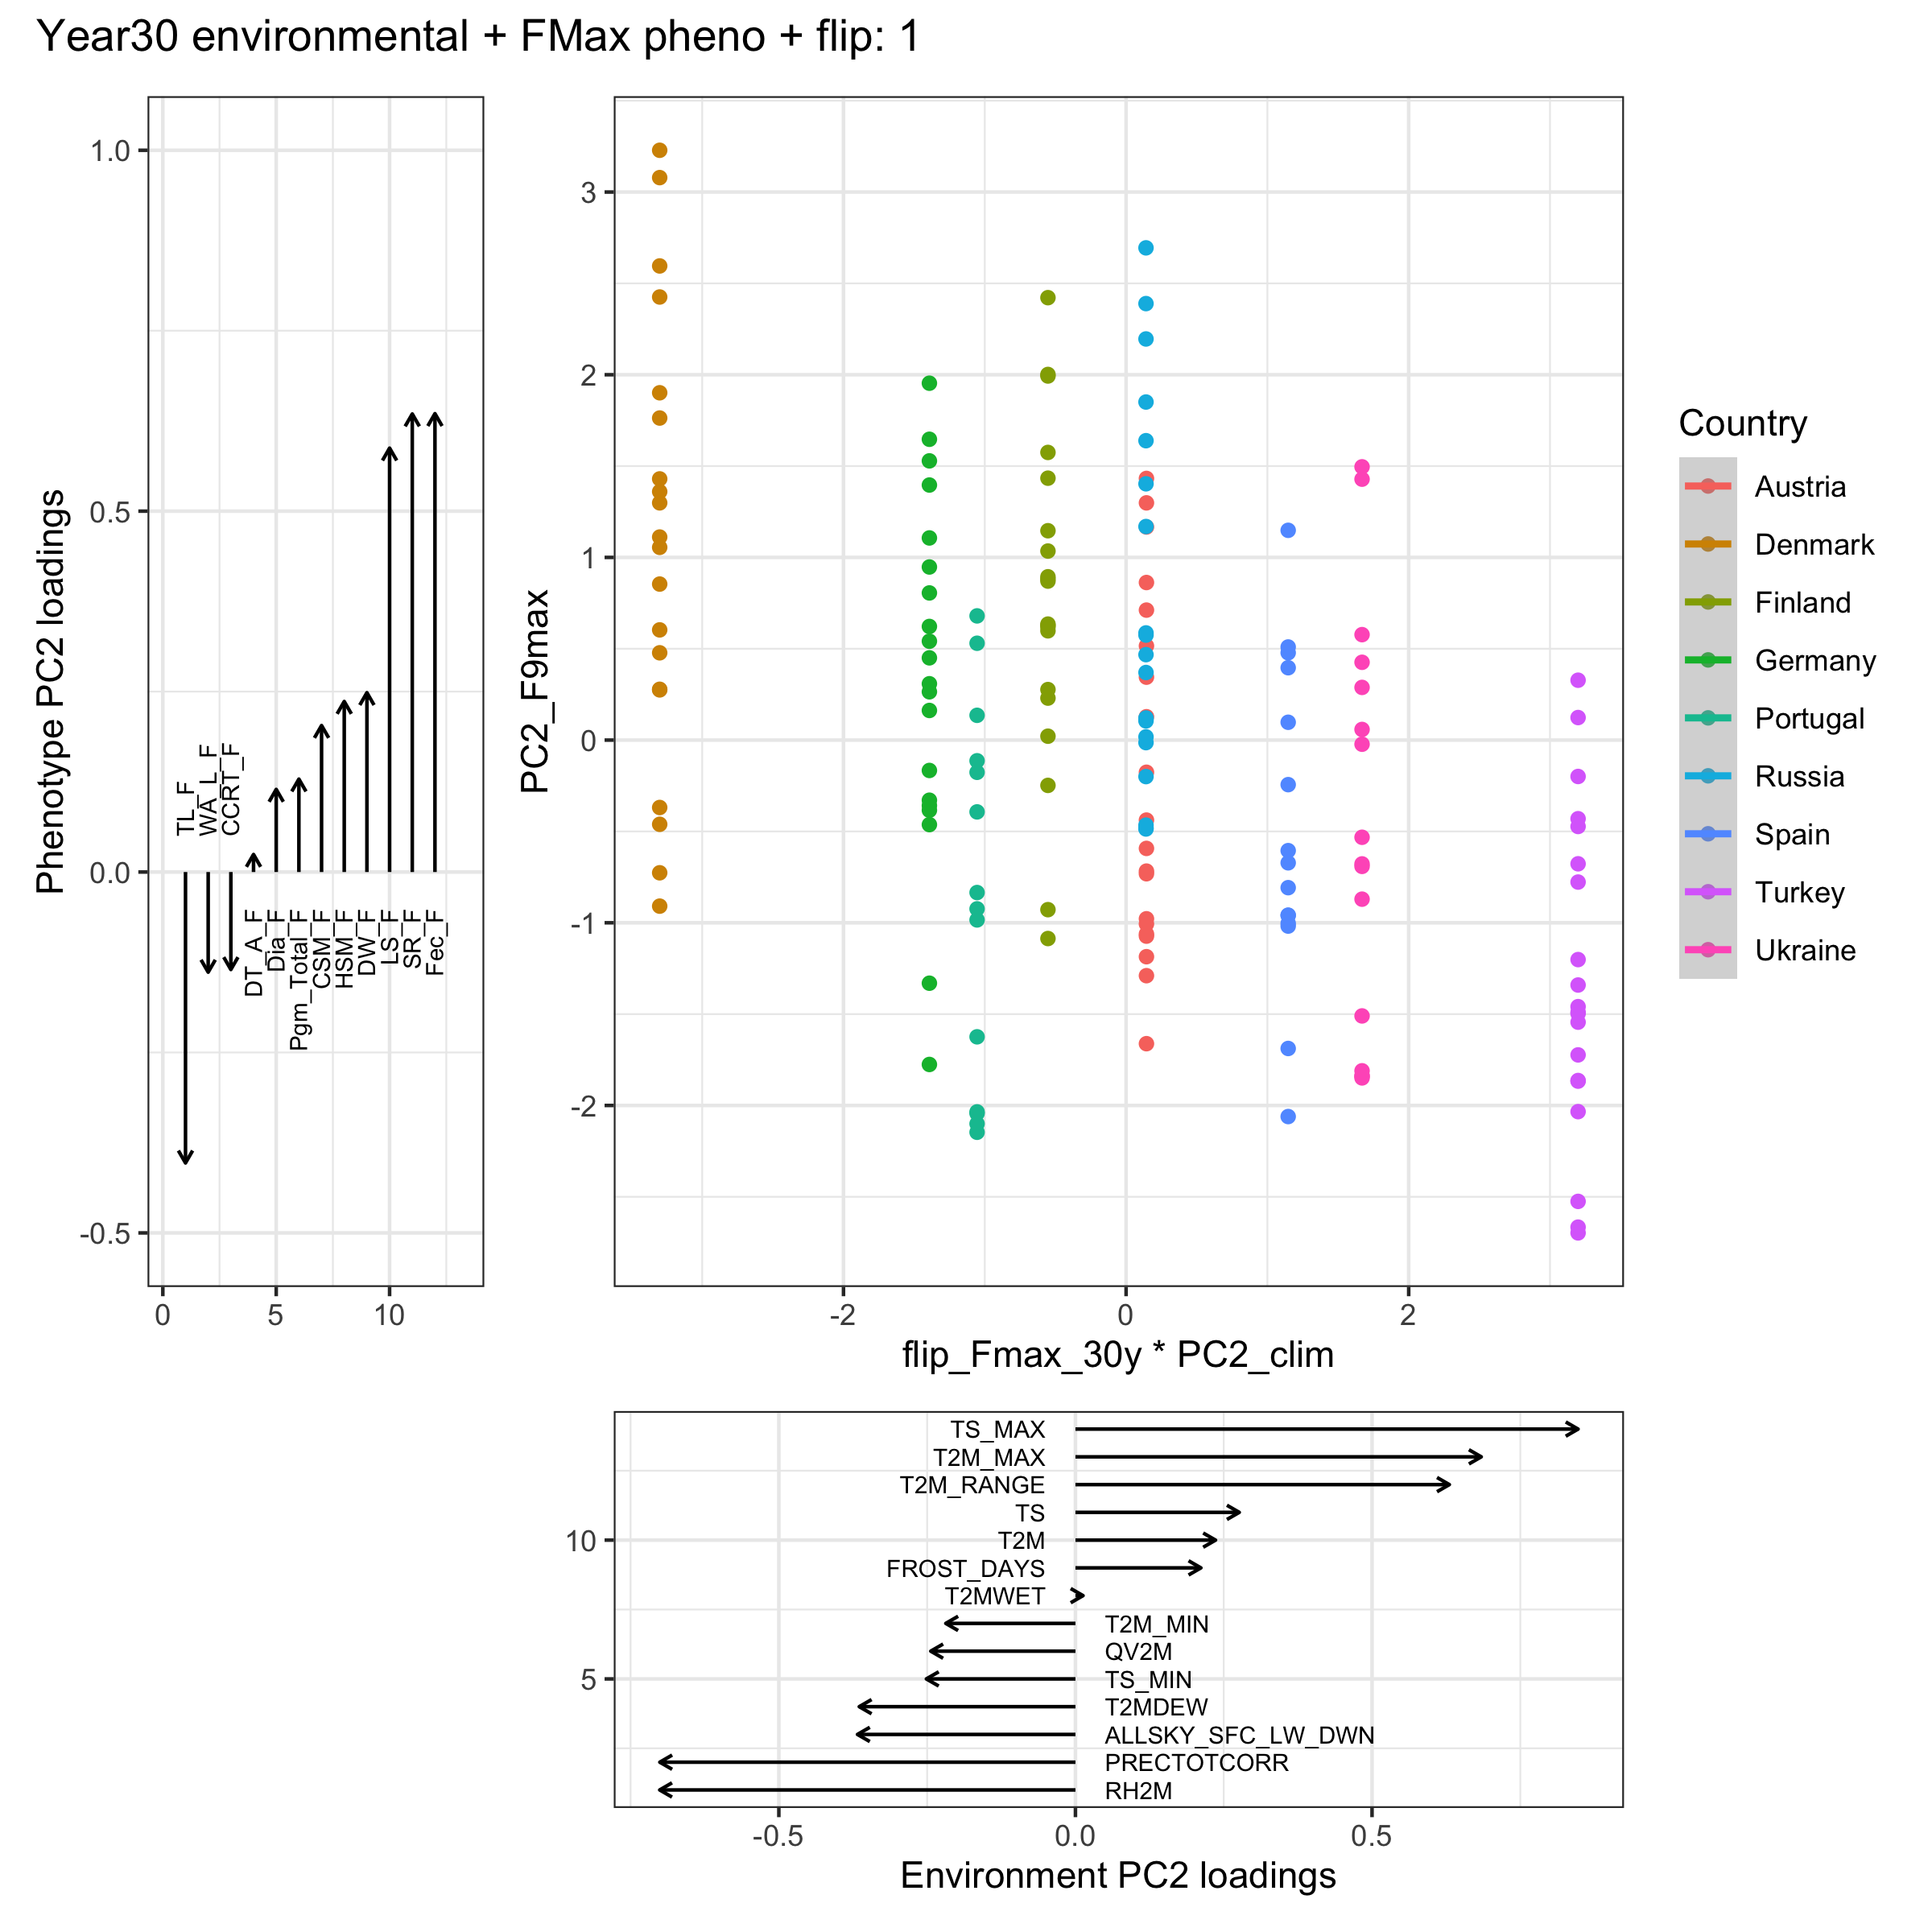 Year30 environmental + FMax pheno + flip: 1
Phenotype PC2 loadings
1.0
0.5
0.0
-0.5
TL_F
WA_L_F
CCRT_F
DT_A_F
Dia_F
Pgm_Total_F
CSM_F
HSM_F
DW_F
LS_F
SR_F
Fec_F
0 5 10
PC2_F9max
3
2
1
0
-1
-2
-2 0 2
flip_Fmax_30y * PC2_clim
Country
Austria
Denmark
Finland
Germany
Portugal
Russia
Spain
Turkey
Ukraine
10
5
TS_MAX
T2M_MAX
T2M_RANGE
TS
T2M
FROST_DAYS
T2MWET
T2M_MIN
QV2M
TS_MIN
T2MDEW
ALLSKY_SFC_LW_DWN
PRECTOTCORR
RH2M
-0.5 0.0 0.5
Environment PC2 loadings